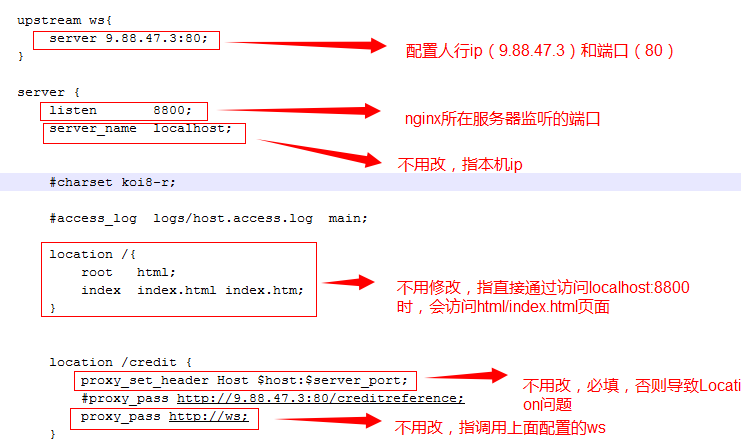 upstream ws{
server 9.88.47.3:80;
配置人行ip（9.88.47.3）和端口（80）
}
server {
listen 8800;
nginx所在服务器监听的端口
server_name localhost;
不用改，指本机ip
#charset koi8-r;
#access_log logs/host.access.log main;
location /{
root html;
index index.html index.htm;
不用修改，指直接通过访问localhost:8800
时，会访问html/index.html页面
}
location /credit {
proxy_set_header Host $host:$server_port;
不用改，必填，否则导致Locati
on问题
#proxy_pass http://9.88.47.3:80/creditreference;
proxy_pass http://ws;
不用改，指调用上面配置的ws
}